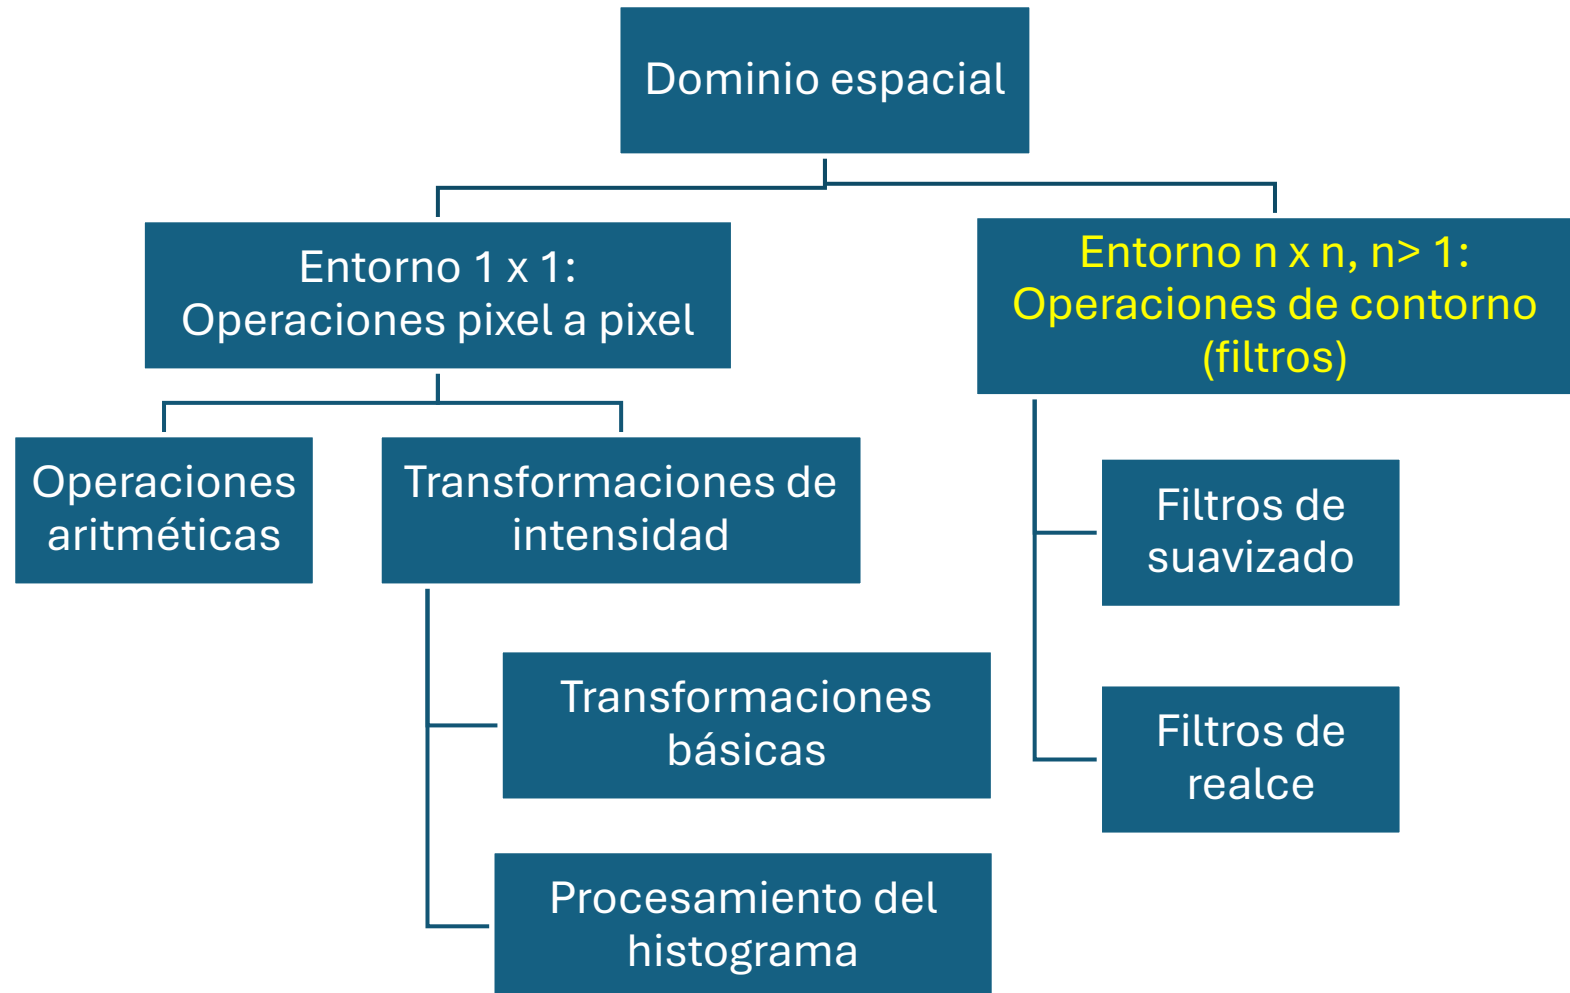 Dominio espacial
Entorno 1 x 1:
Operaciones pixel a pixel
Entorno n x n, n> 1:
Operaciones de contorno
(filtros)
Operaciones
aritméticas
Transformaciones de
intensidad
Filtros de
suavizado
Transformaciones
básicas
Filtros de
realce
Procesamiento del
histograma